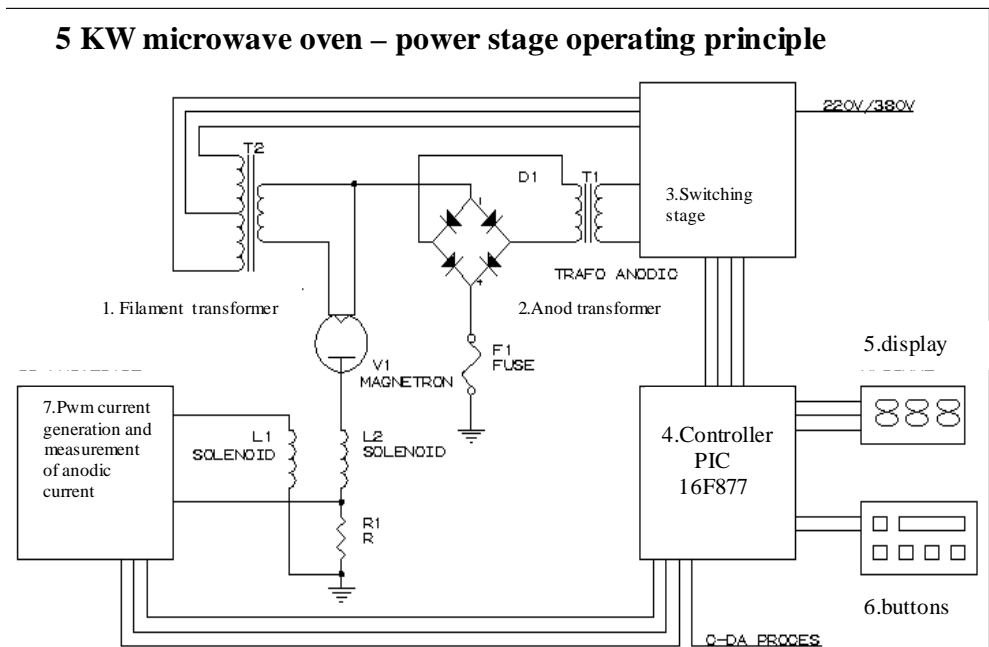 5 KW microwave oven – power stage operating principle
220V/380V
T2
D1
T1
3.Switching
stage
TRAFO ANODIC
1. Filament transformer
2.Anod transformer
F1
FUSE
V1
MAGNETRON
5.display
7.Pwm current
generation and
measurement
of anodic
current
L1
SOLENOID
L2
SOLENOID
4.Controller
PIC
16F877
R1
R
6.buttons
C-DA PROCES